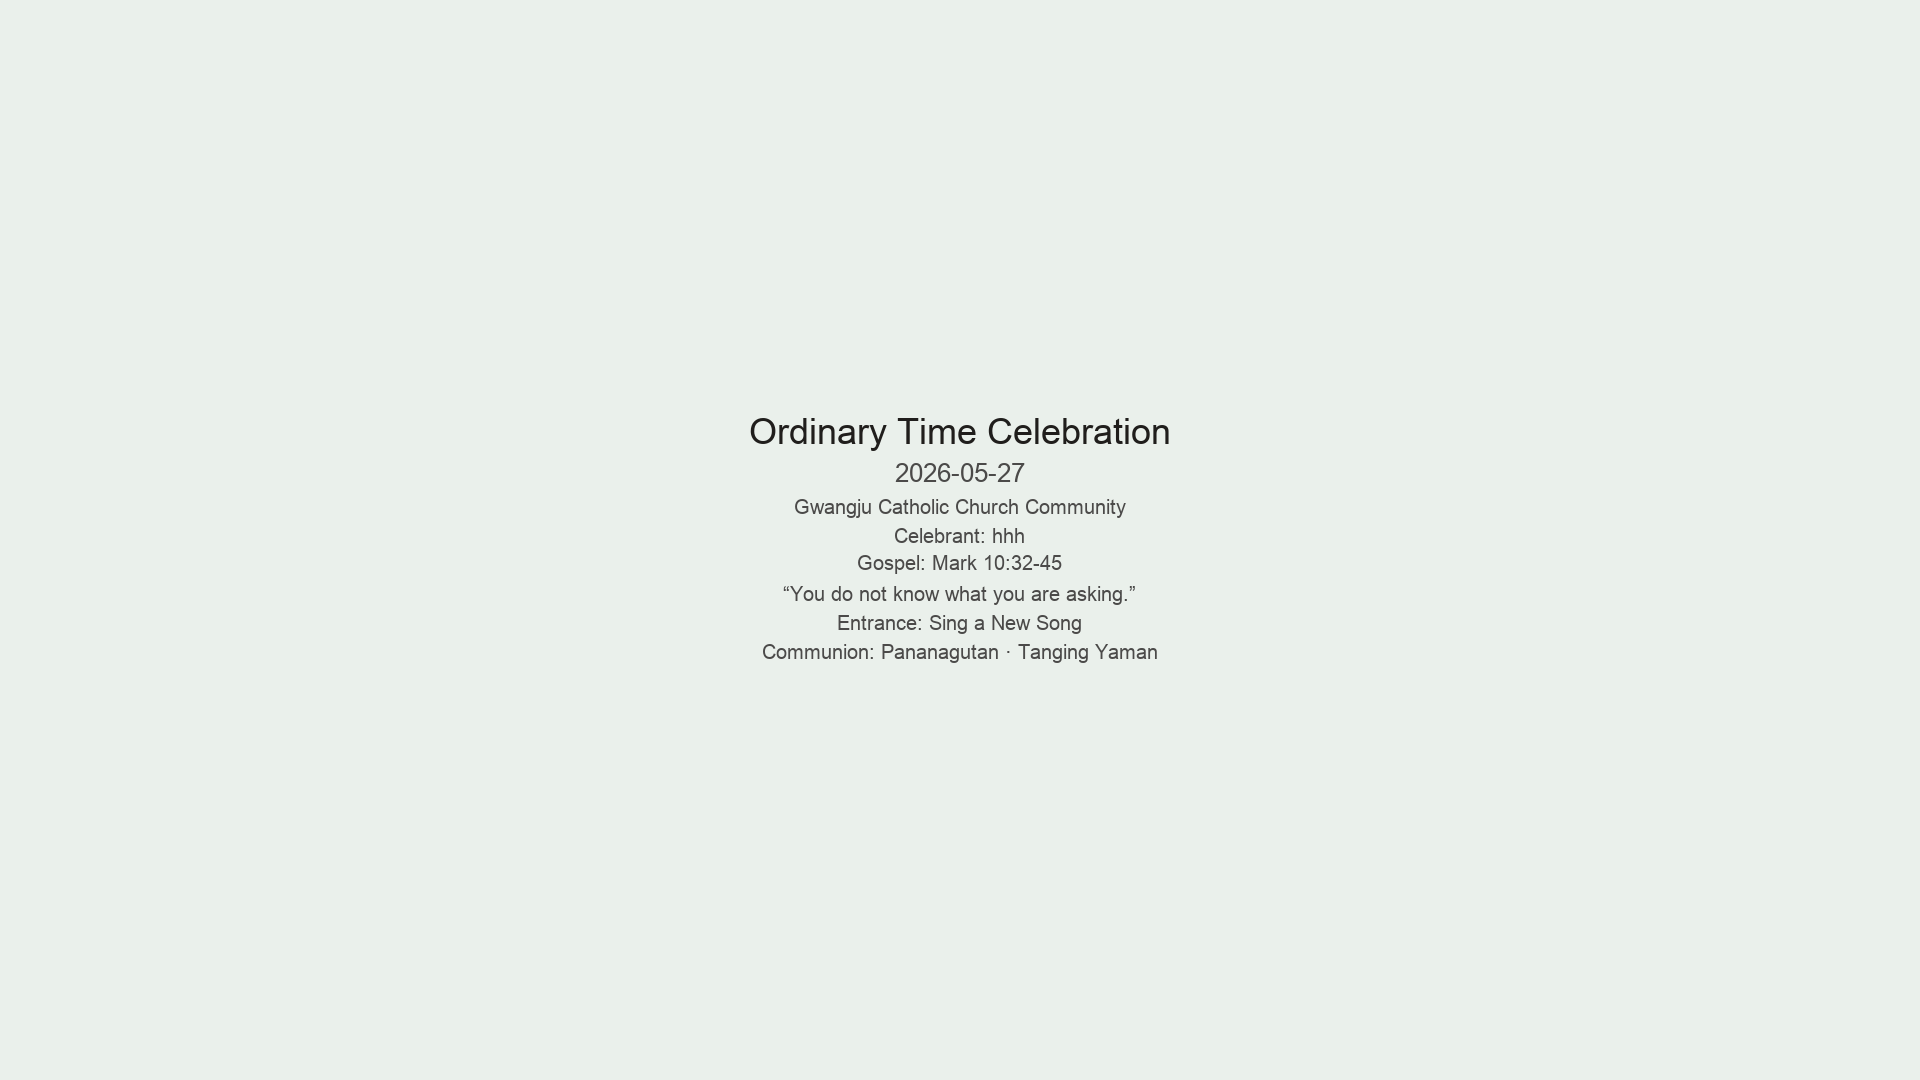 Ordinary Time Celebration
2026-05-27
Gwangju Catholic Church Community
Celebrant: hhh
Gospel: Mark 10:32-45
“You do not know what you are asking.”
Entrance: Sing a New Song
Communion: Pananagutan · Tanging Yaman